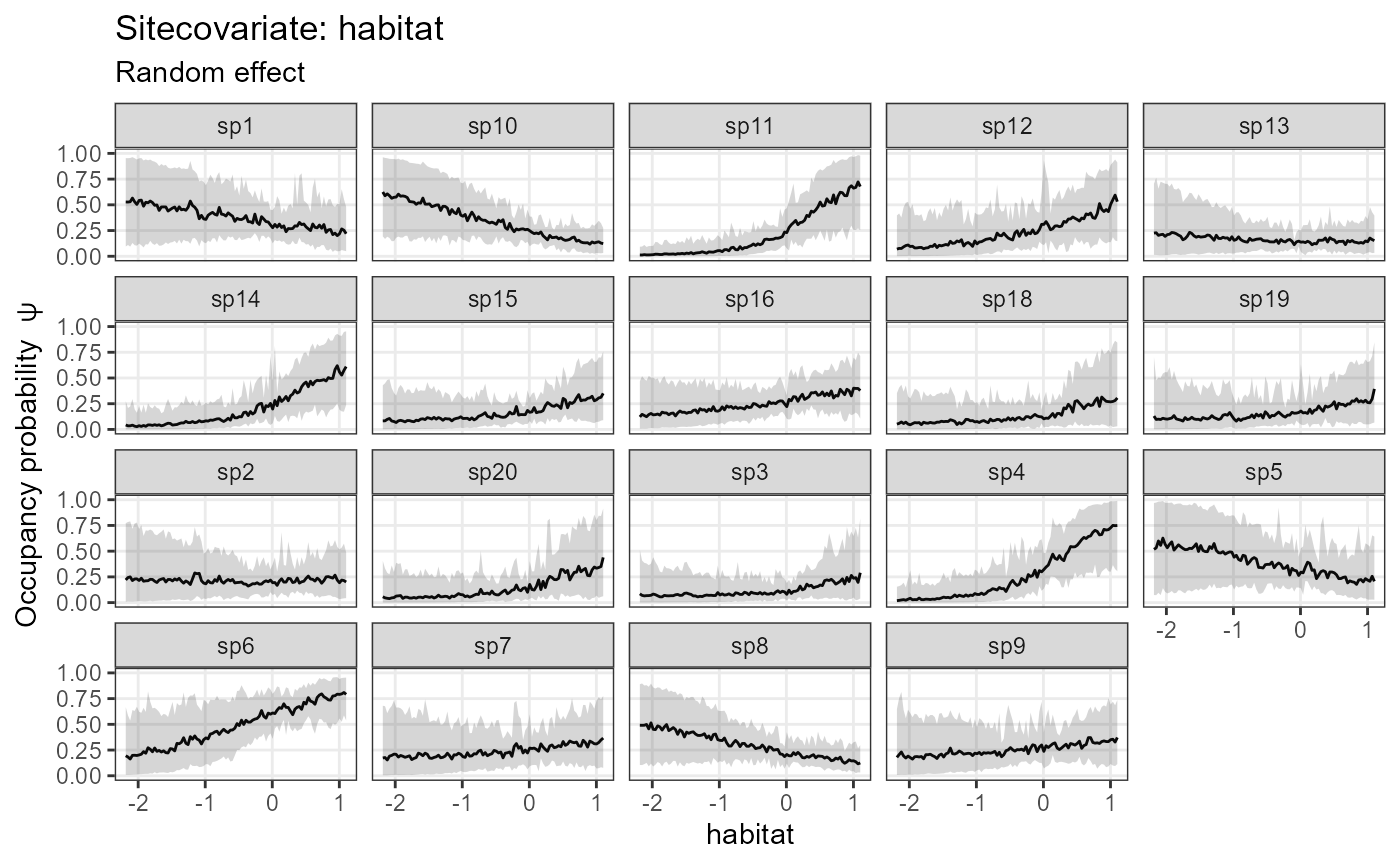 Sitecovariate: habitat
Random effect
sp1 sp10 sp11 sp12 sp13
1.00
0.75
0.50
0.25
0.00
sp14 sp15 sp16 sp18 sp19
1.00
0.75
0.50
0.25
0.00
sp2 sp20 sp3 sp4 sp5
1.00
0.75
0.50
0.25
0.00
-2 -1 0 1
sp6 sp7 sp8 sp9
1.00
0.75
0.50
0.25
0.00
-2 -1 0 1 -2 -1 0 1 -2 -1 0 1 -2 -1 0 1
habitat
Occupancy probability ψ